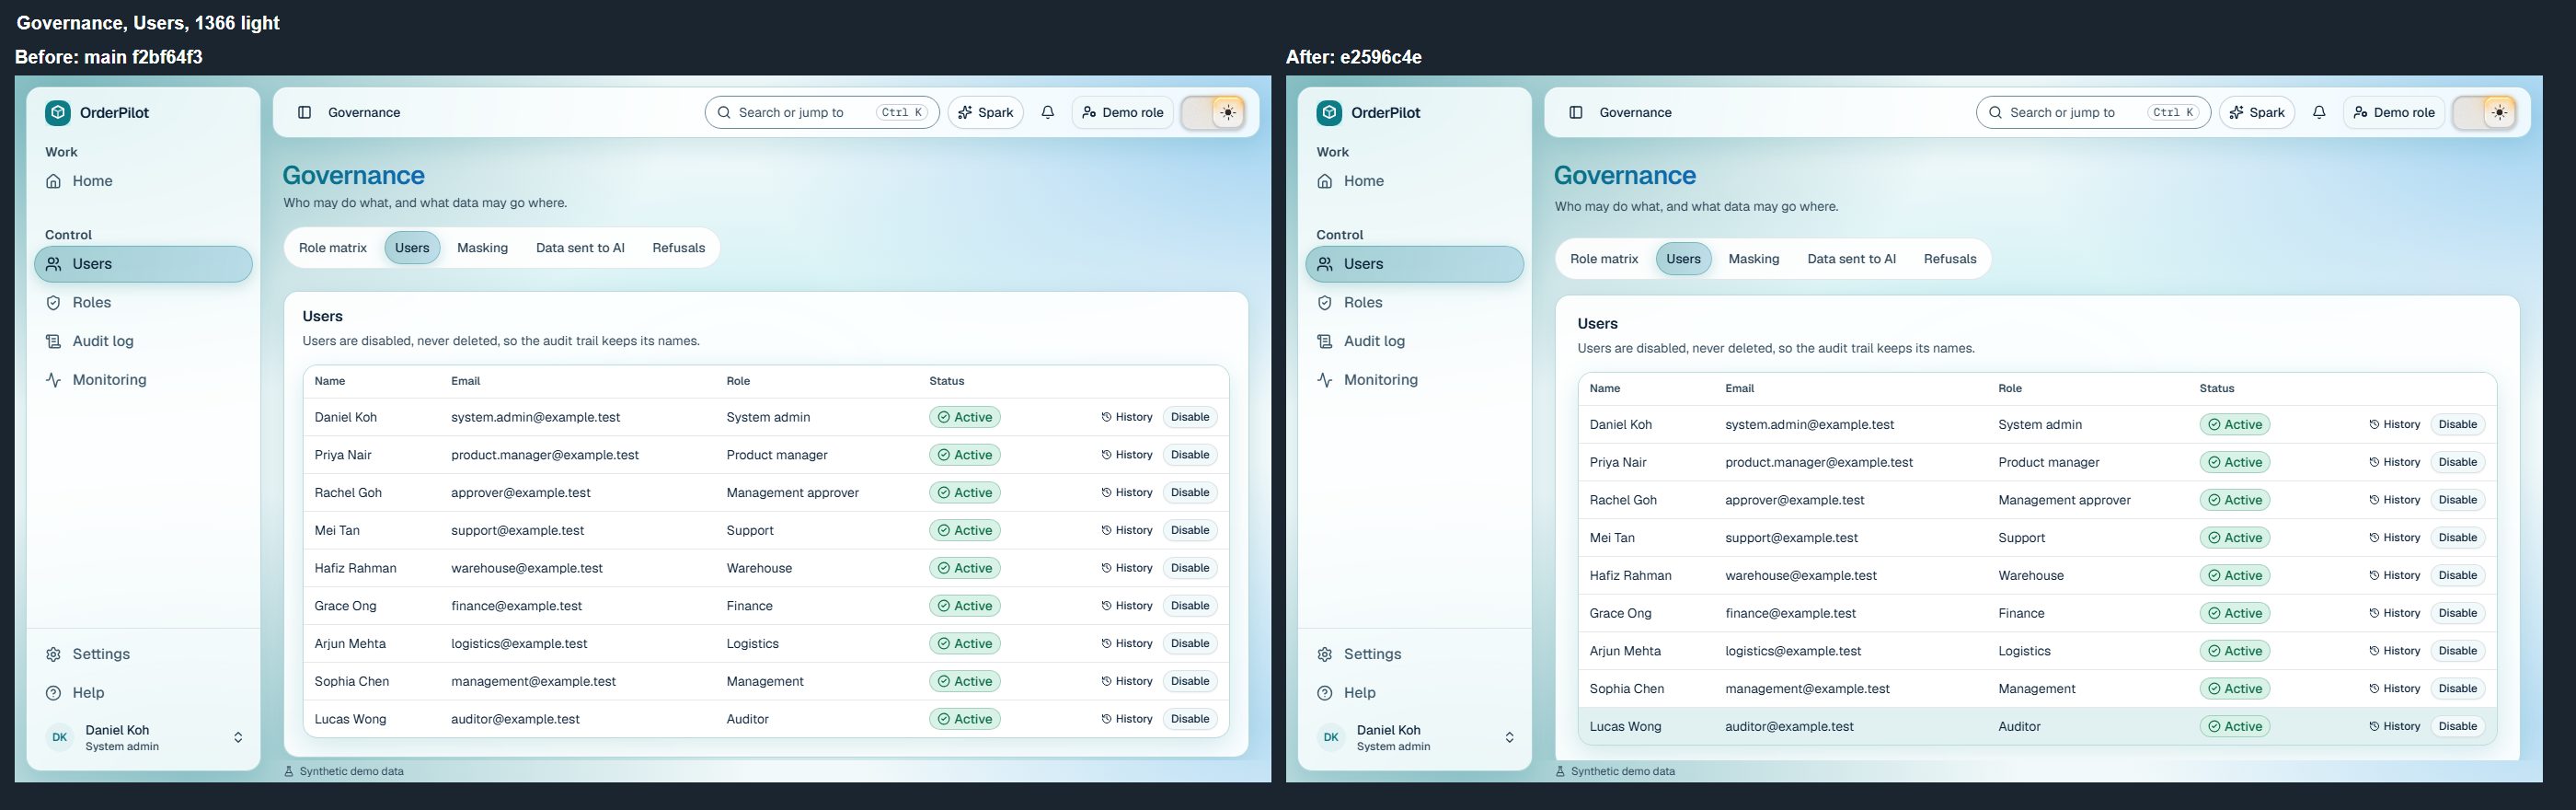 Governance, Users, 1366 light
Before: main f2bf64f3
OrderPilot
Work
Home
Control
Users
Roles
Audit log
Monitoring
Settings
Help
DK
Daniel Koh
System admin
Governance
Search or jump to
Ctrl K
Spark
Demo role
Governance
Who may do what, and what data may go where.
Role matrix Users Masking Data sent to AI Refusals
Users
Users are disabled, never deleted, so the audit trail keeps its names.
Name Email Role Status
Daniel Koh system.admin@example.test System admin Active History Disable
Priya Nair product.manager@example.test Product manager Active History Disable
Rachel Goh approver@example.test Management approver Active History Disable
Mei Tan support@example.test Support Active History Disable
Hafiz Rahman warehouse@example.test Warehouse Active History Disable
Grace Ong finance@example.test Finance Active History Disable
Arjun Mehta logistics@example.test Logistics Active History Disable
Sophia Chen management@example.test Management Active History Disable
Lucas Wong auditor@example.test Auditor Active History Disable
Synthetic demo data
After: e2596c4e
OrderPilot
Work
Home
Control
Users
Roles
Audit log
Monitoring
Settings
Help
DK
Daniel Koh
System admin
Governance
Search or jump to
Ctrl K
Spark
Demo role
Governance
Who may do what, and what data may go where.
Role matrix Users Masking Data sent to AI Refusals
Users
Users are disabled, never deleted, so the audit trail keeps its names.
Name Email Role Status
Daniel Koh system.admin@example.test System admin Active History Disable
Priya Nair product.manager@example.test Product manager Active History Disable
Rachel Goh approver@example.test Management approver Active History Disable
Mei Tan support@example.test Support Active History Disable
Hafiz Rahman warehouse@example.test Warehouse Active History Disable
Grace Ong finance@example.test Finance Active History Disable
Arjun Mehta logistics@example.test Logistics Active History Disable
Sophia Chen management@example.test Management Active History Disable
Lucas Wong auditor@example.test Auditor Active History Disable
Synthetic demo data